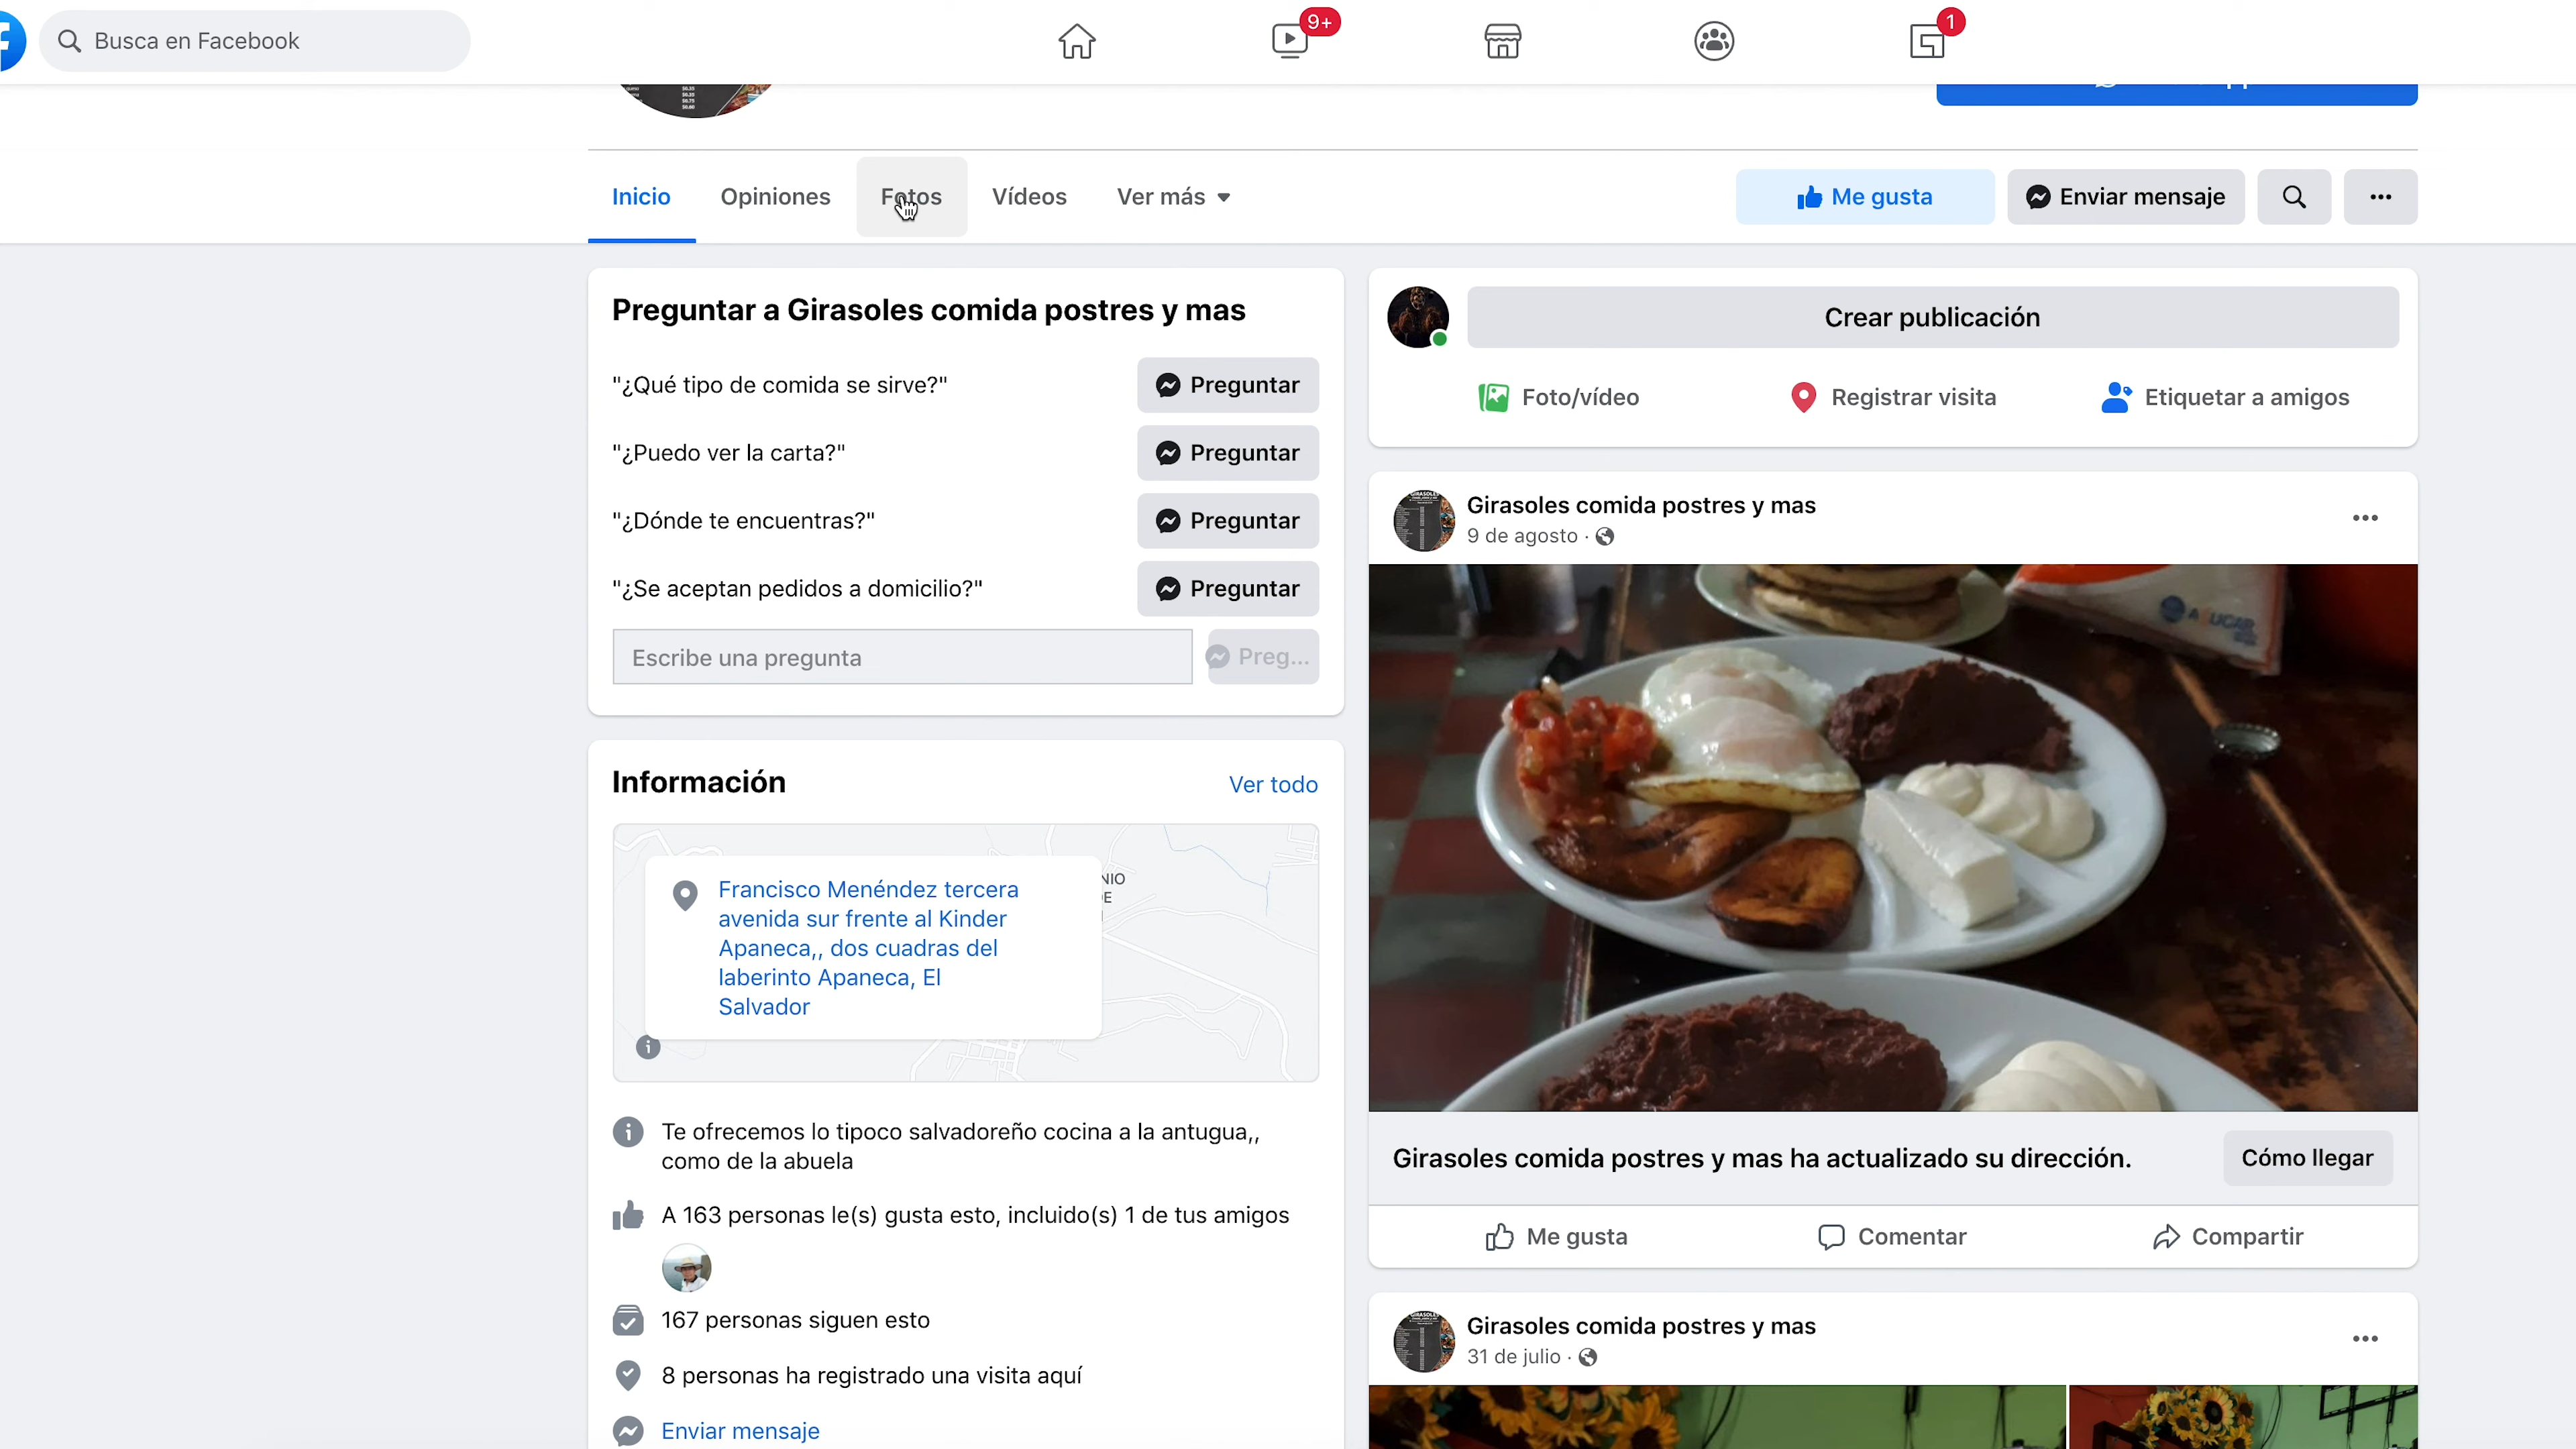 Busca en Facebook
9+
1
Inicio
Opiniones
Fotos
Vídeos
Ver más
Me gusta
Enviar mensaje
Preguntar a Girasoles comida postres y mas
"¿Qué tipo de comida se sirve?"
Preguntar
"¿Puedo ver la carta?"
Preguntar
"¿Dónde te encuentras?"
Preguntar
"¿Se aceptan pedidos a domicilio?"
Preguntar
Escribe una pregunta
Preg...
Información
Ver todo
Francisco Menéndez tercera
avenida sur frente al Kinder
Apaneca,, dos cuadras del
laberinto Apaneca, El
Salvador
Te ofrecemos lo tipoco salvadoreño cocina a la antugua,,
como de la abuela
A 163 personas le(s) gusta esto, incluido(s) 1 de tus amigos
167 personas siguen esto
8 personas ha registrado una visita aquí
Enviar mensaje
Crear publicación
Foto/vídeo
Registrar visita
Etiquetar a amigos
Girasoles comida postres y mas
9 de agosto ·
Girasoles comida postres y mas ha actualizado su dirección.
Cómo llegar
Me gusta
Comentar
Compartir
Girasoles comida postres y mas
31 de julio ·